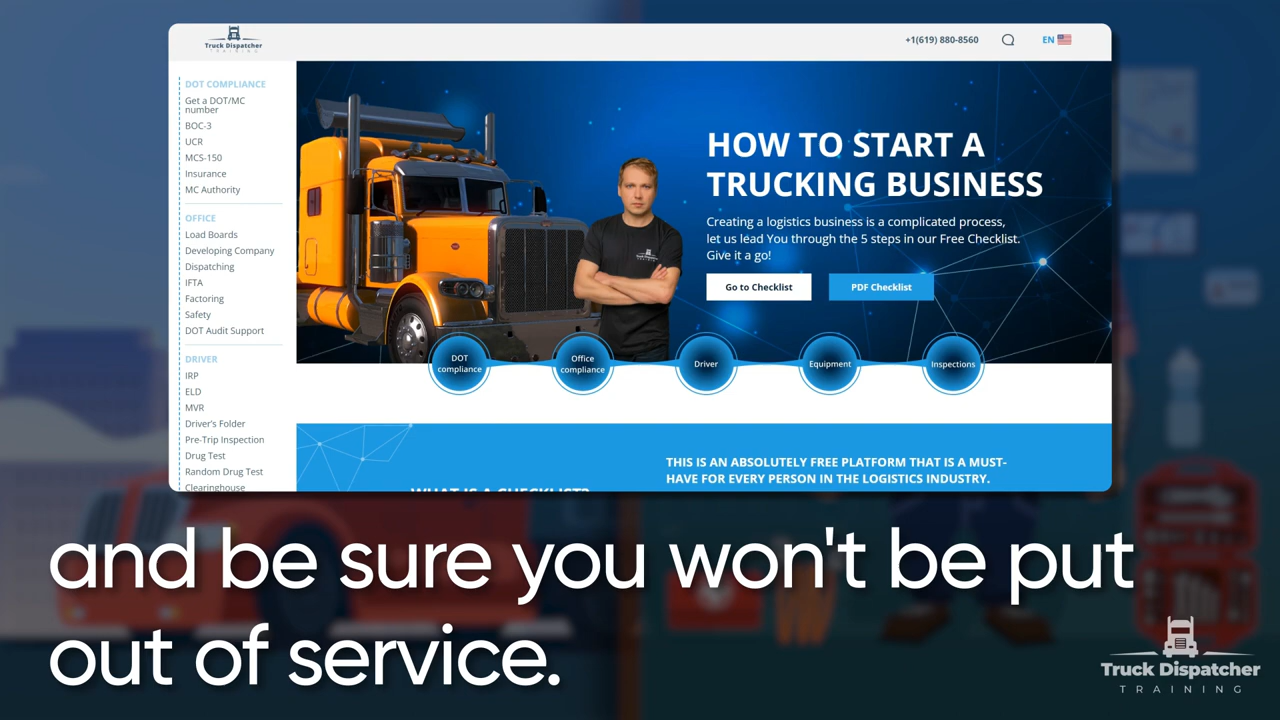 Truck Dispatcher
TRAINING
+1(619) 880-8560
EN
DOT COMPLIANCE
Get a DOT/MC
number
BOC-3
UCR
MCS-150
Insurance
MC Authority
OFFICE
Load Boards
Developing Company
Dispatching
IFTA
Factoring
Safety
DOT Audit Support
DRIVER
IRP
ELD
MVR
Driver's Folder
Pre-Trip Inspection
Drug Test
Random Drug Test
Clearinghouse
HOW TO START A
TRUCKING BUSINESS
Creating a logistics business is a complicated process,
let us lead You through the 5 steps in our Free Checklist.
Give it a go!
Go to Checklist
PDF Checklist
DOT
compliance
Office
compliance
Driver
Equipment
Inspections
WHAT IS A CHECKLIST?
THIS IS AN ABSOLUTELY FREE PLATFORM THAT IS A MUST-
HAVE FOR EVERY PERSON IN THE LOGISTICS INDUSTRY.
and be sure you won't be put
out of service.
Truck Dispatcher
TRAINING